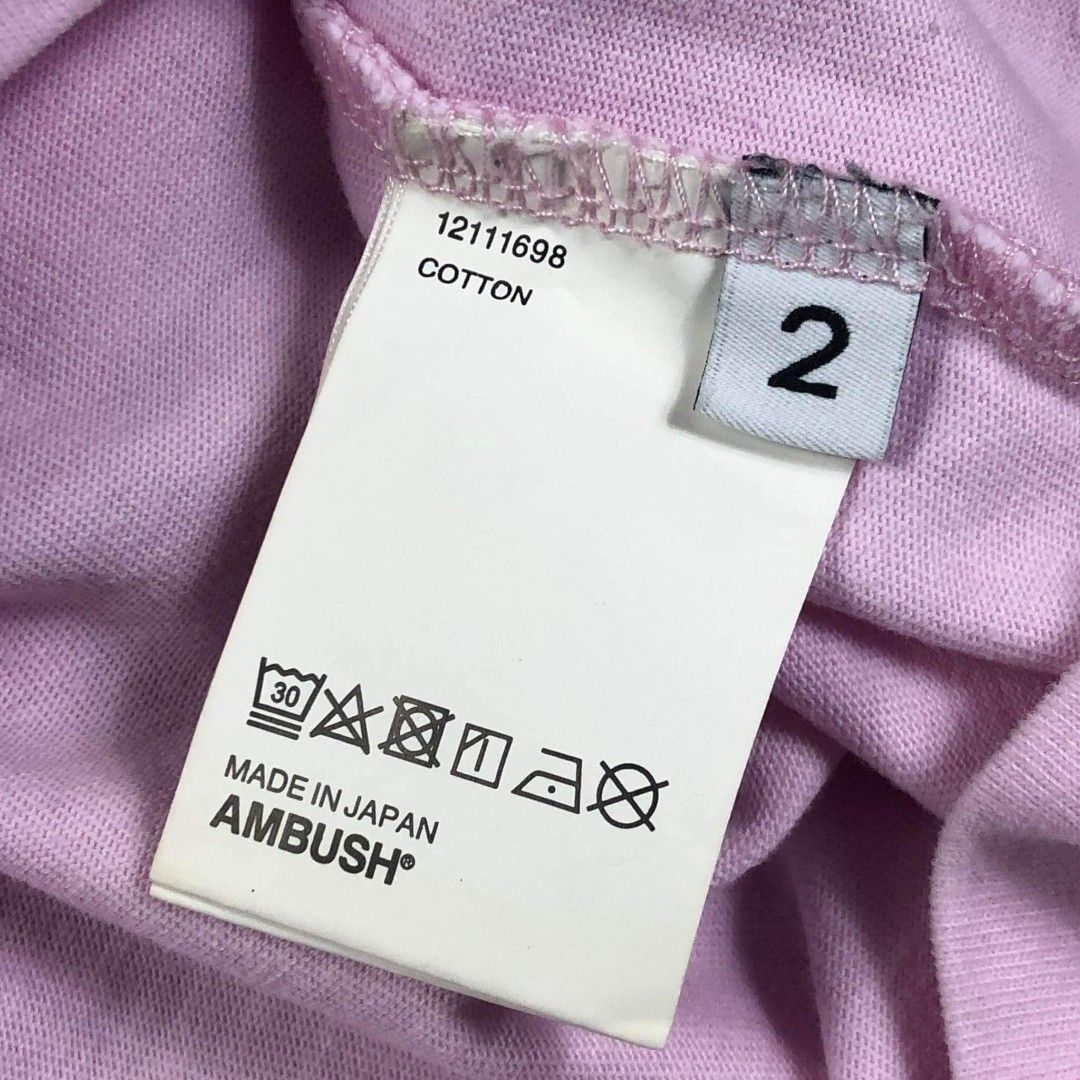 12111698
COTTON
2
30
MADE IN JAPAN
AMBUSH®